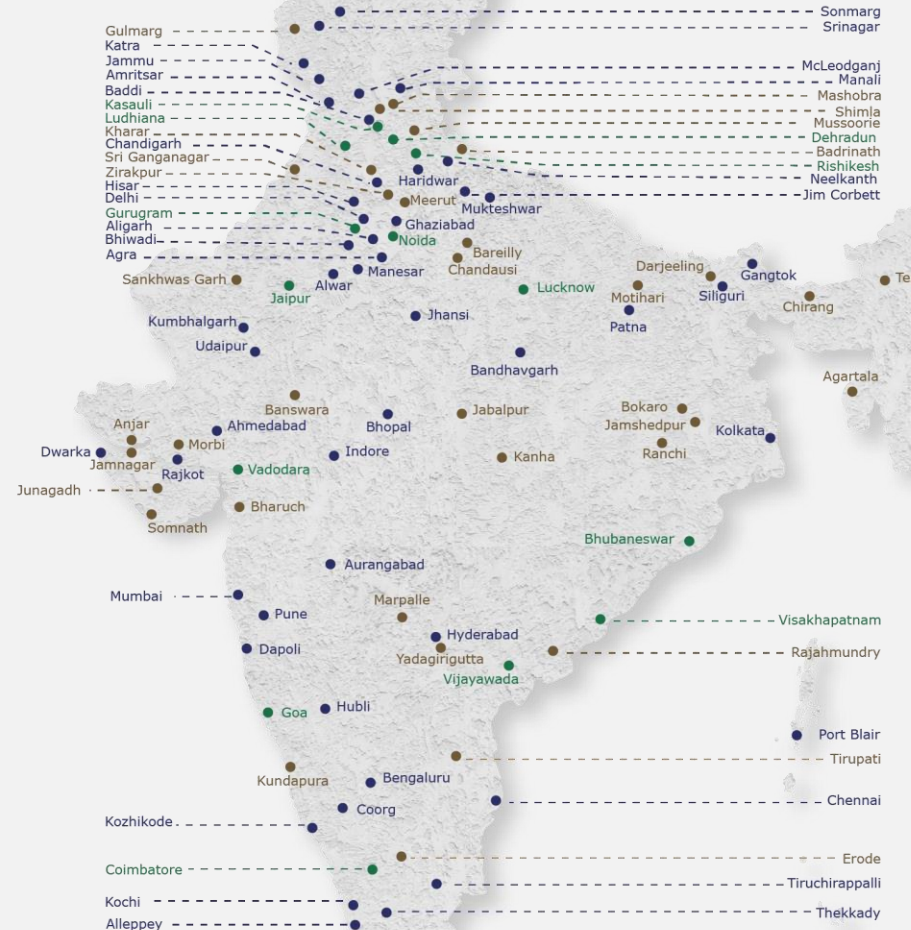 Sonmarg
Srinagar
Gulmarg
Katra
Jammu
Amritsar
Baddi
Kasauli
Ludhiana
Kharar
Chandigarh
Sri Ganganagar
Zirakpur
Hisar
Delhi
Gurugram
Aligarh
Bhiwadi
Agra
McLeodganj
Manali
Mashobra
Shimla
Mussoorie
Dehradun
Badrinath
Rishikesh
Neelkanth
Jim Corbett
Haridwar
Meerut
Mukteshwar
Ghaziabad
Noida
Bareilly
Chandausi
Manesar
Alwar
Sankhwas Garh
Jaipur
Lucknow
Darjeeling
Gangtok
Siliguri
Motihari
Chirang
Te
Patna
Kumbhalgarh
Udaipur
Jhansi
Bandhavgarh
Agartala
Banswara
Ahmedabad
Bhopal
Jabalpur
Bokaro
Jamshedpur
Kolkata
Ranchi
Anjar
Dwarka
Morbi
Jamnagar
Rajkot
Indore
Kanha
Vadodara
Junagadh
Bharuch
Somnath
Bhubaneswar
Aurangabad
Mumbai
Pune
Marpalle
Visakhapatnam
Dapoli
Hyderabad
Yadagirigutta
Rajahmundry
Vijayawada
Goa
Hubli
Port Blair
Tirupati
Kundapura
Bengaluru
Chennai
Coorg
Kozhikode
Erode
Coimbatore
Tiruchirappalli
Kochi
Thekkady
Alleppey